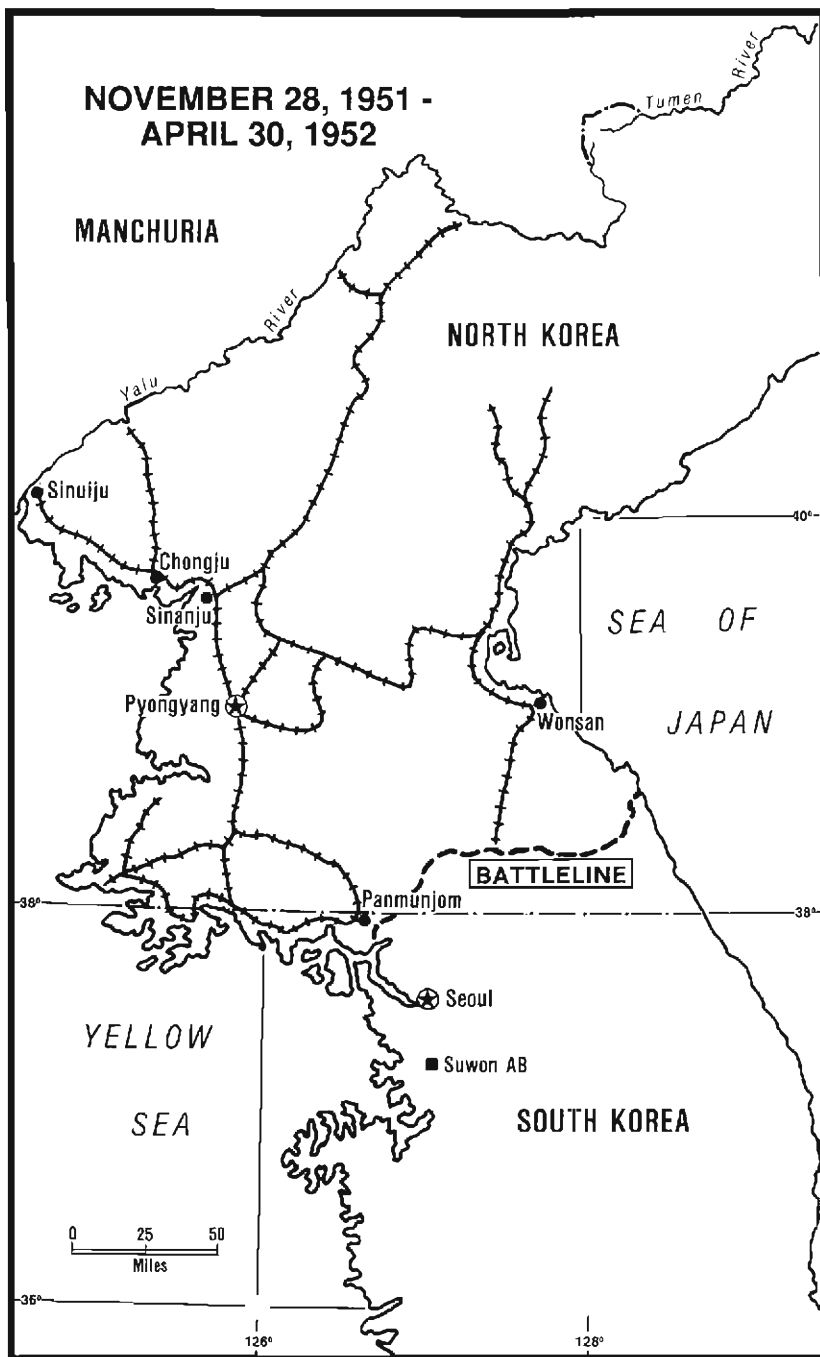 NOVEMBER 28, 1951 -
APRIL 30, 1952
River
Tumen
MANCHURIA
River
NORTH KOREA
Yalu
Sinuiju
40°
Chongju
Sinanju
SEA OF
JAPAN
Pyongyang
Wonsan
BATTLELINE
Panmunjom
38°
38°
Seoul
YELLOW
SEA
Suwon AB
SOUTH KOREA
0 25 50
Miles
35°
126°
128°